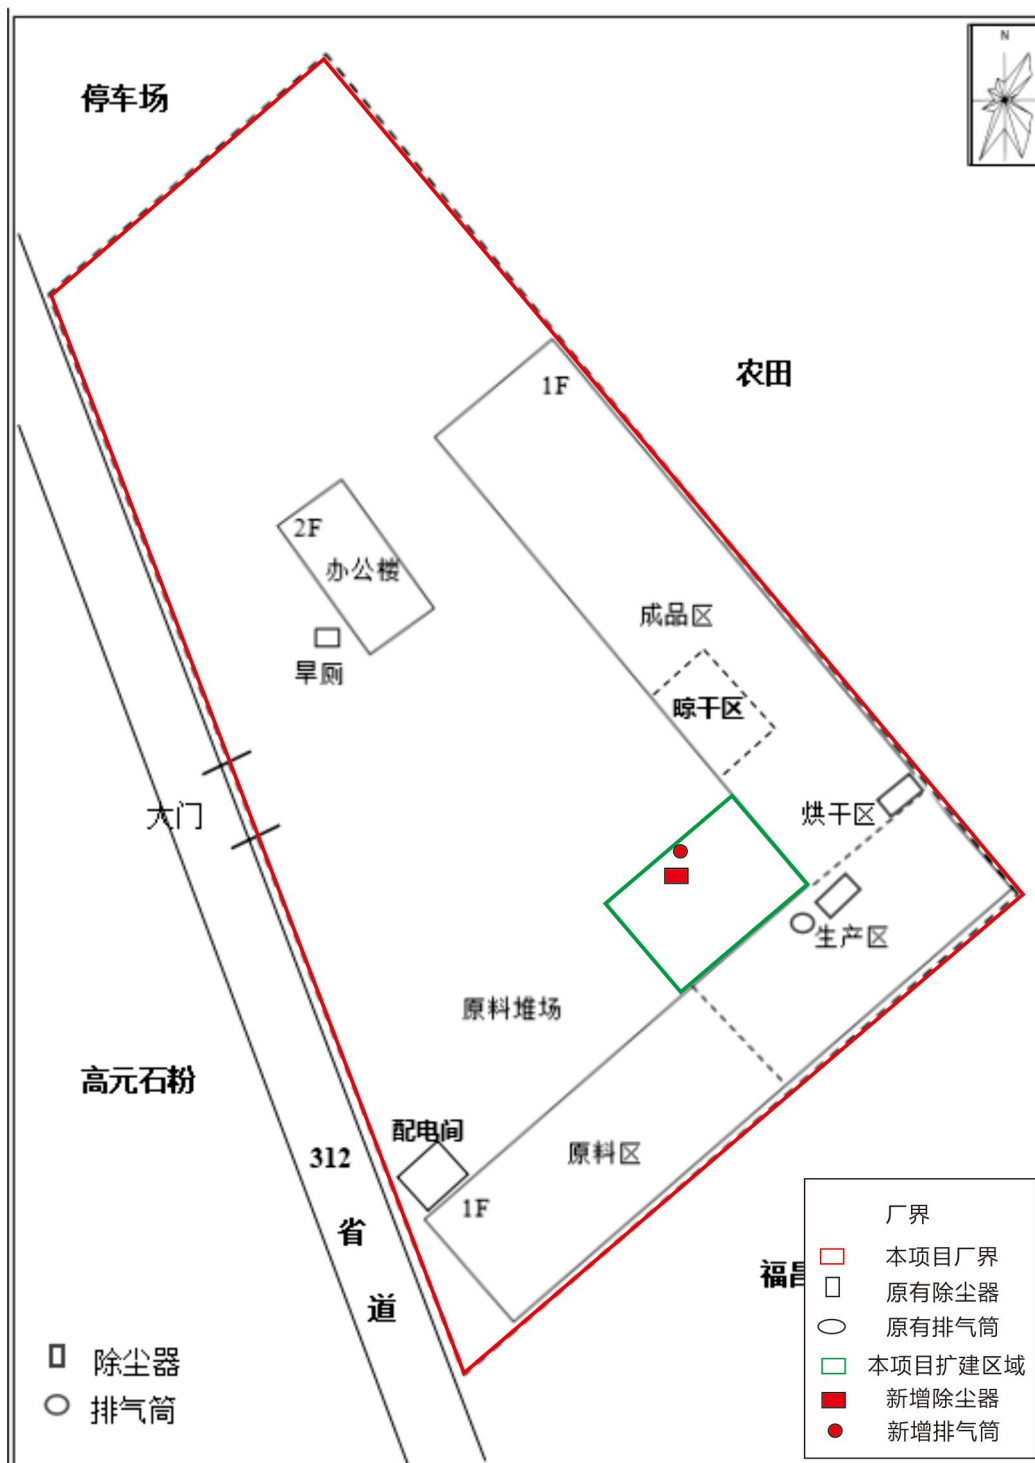 N
停车场
农田
1F
2F
办公楼
旱厕
成品区
晾干区
大门
烘干区
生产区
原料堆场
高元石粉
配电间
312
省
道
原料区
1F
福昌
厂界
本项目厂界
原有除尘器
原有排气筒
本项目扩建区域
新增除尘器
新增排气筒
除尘器
排气筒